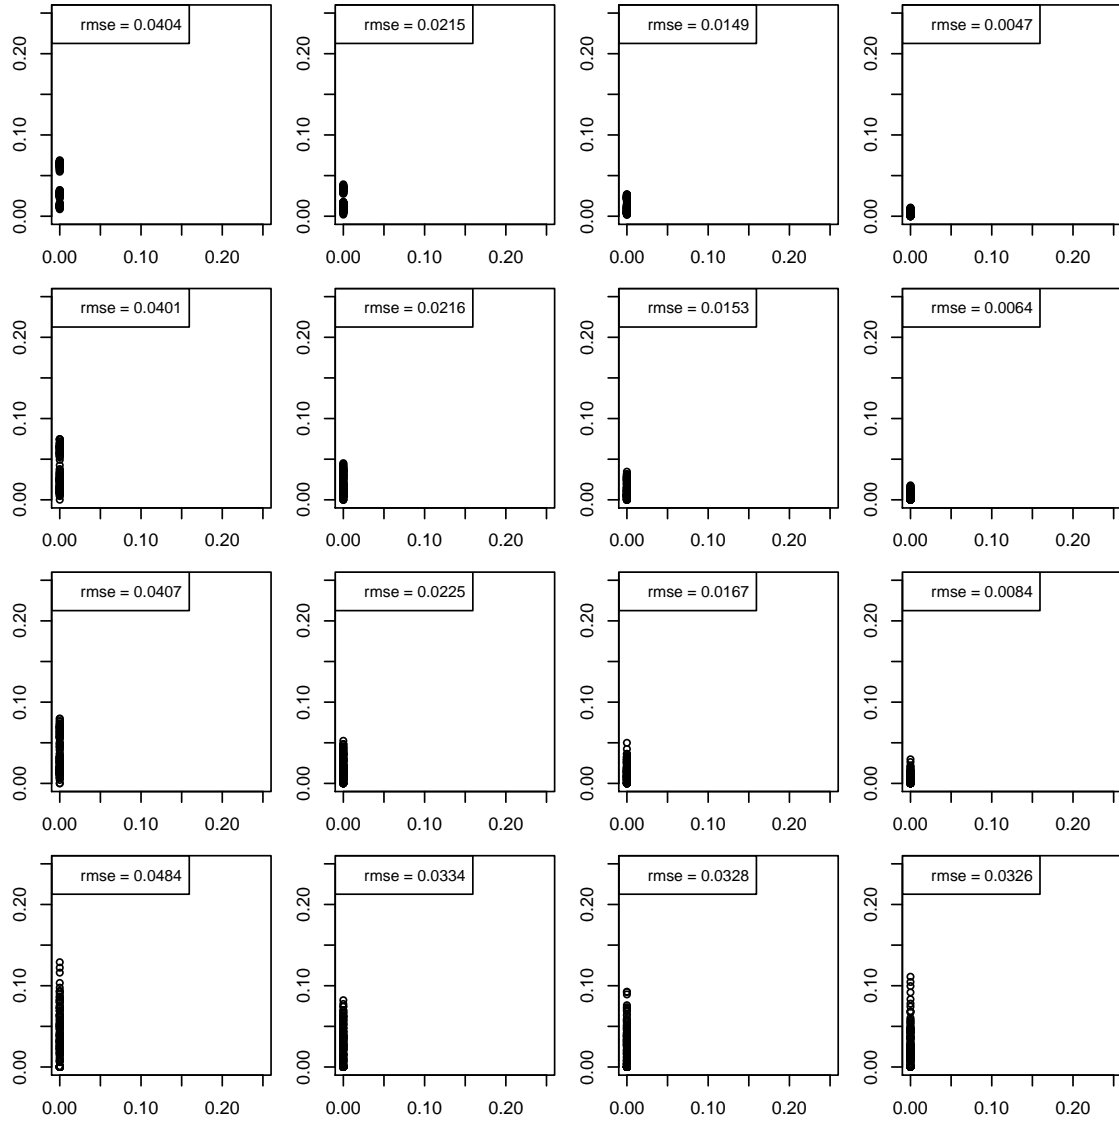 rmse = 0.0404
0.00 0.10 0.20
0.00 0.10 0.20
rmse = 0.0215
0.00 0.10 0.20
0.00 0.10 0.20
rmse = 0.0149
0.00 0.10 0.20
0.00 0.10 0.20
rmse = 0.0047
0.00 0.10 0.20
0.00 0.10 0.20
rmse = 0.0401
0.00 0.10 0.20
0.00 0.10 0.20
rmse = 0.0216
0.00 0.10 0.20
0.00 0.10 0.20
rmse = 0.0153
0.00 0.10 0.20
0.00 0.10 0.20
rmse = 0.0064
0.00 0.10 0.20
0.00 0.10 0.20
rmse = 0.0407
0.00 0.10 0.20
0.00 0.10 0.20
rmse = 0.0225
0.00 0.10 0.20
0.00 0.10 0.20
rmse = 0.0167
0.00 0.10 0.20
0.00 0.10 0.20
rmse = 0.0084
0.00 0.10 0.20
0.00 0.10 0.20
rmse = 0.0484
0.00 0.10 0.20
0.00 0.10 0.20
rmse = 0.0334
0.00 0.10 0.20
0.00 0.10 0.20
rmse = 0.0328
0.00 0.10 0.20
0.00 0.10 0.20
rmse = 0.0326
0.00 0.10 0.20
0.00 0.10 0.20